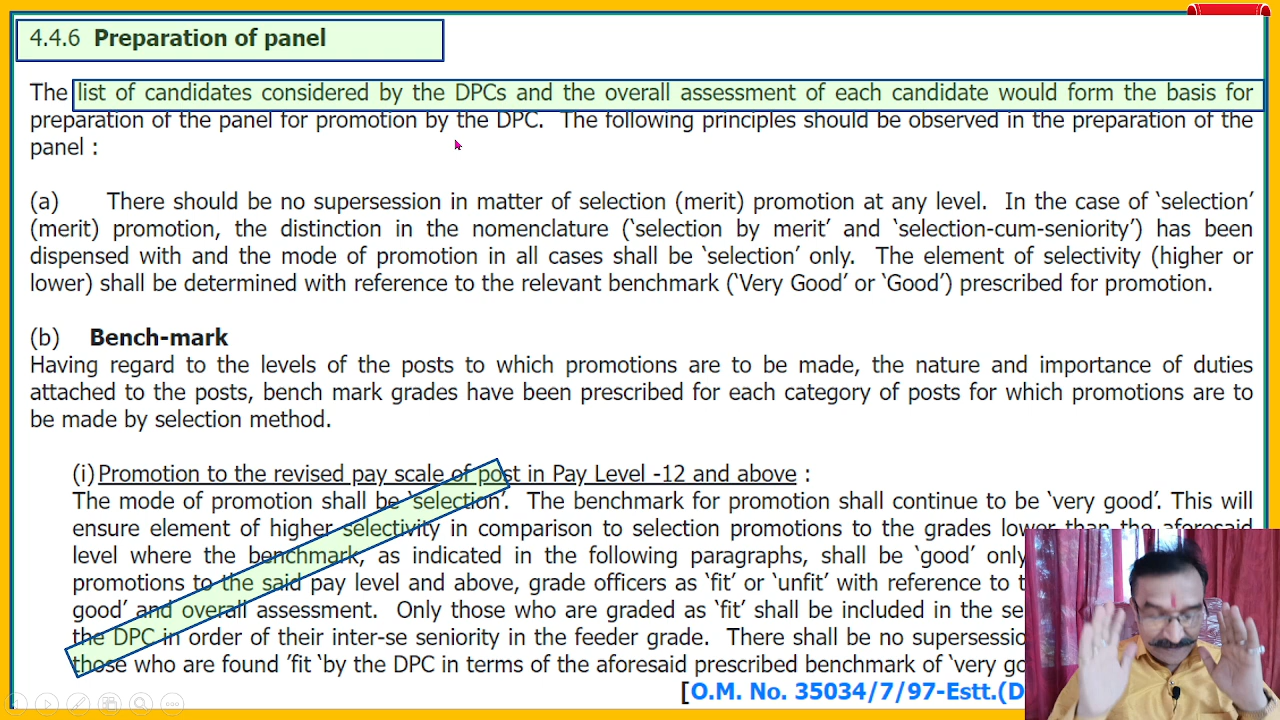 4.4.6 Preparation of panel
The list of candidates considered by the DPCs and the overall assessment of each candidate would form the basis for
preparation of the panel for promotion by the DPC. The following principles should be observed in the preparation of the
panel :
(a) There should be no supersession in matter of selection (merit) promotion at any level. In the case of ‘selection’
(merit) promotion, the distinction in the nomenclature (‘selection by merit’ and ‘selection-cum-seniority’) has been
dispensed with and the mode of promotion in all cases shall be ‘selection’ only. The element of selectivity (higher or
lower) shall be determined with reference to the relevant benchmark (‘Very Good’ or ‘Good’) prescribed for promotion.
(b) Bench-mark
Having regard to the levels of the posts to which promotions are to be made, the nature and importance of duties
attached to the posts, bench mark grades have been prescribed for each category of posts for which promotions are to
be made by selection method.
(i) Promotion to the revised pay scale of post in Pay Level -12 and above :
The mode of promotion shall be ‘selection’. The benchmark for promotion shall continue to be ‘very good’. This will
ensure element of higher selectivity in comparison to selection promotions to the grades lower than the aforesaid
level where the benchmark, as indicated in the following paragraphs, shall be ‘good’ only
promotions to the said pay level and above, grade officers as ‘fit’ or ‘unfit’ with reference to
good’ and overall assessment. Only those who are graded as ‘fit’ shall be included in the
the DPC in order of their inter-se seniority in the feeder grade. There shall be no
those who are found ’fit ‘by the DPC in terms of the aforesaid prescribed benchmark of ‘very
[O.M. No. 35034/7/97-Estt.(D